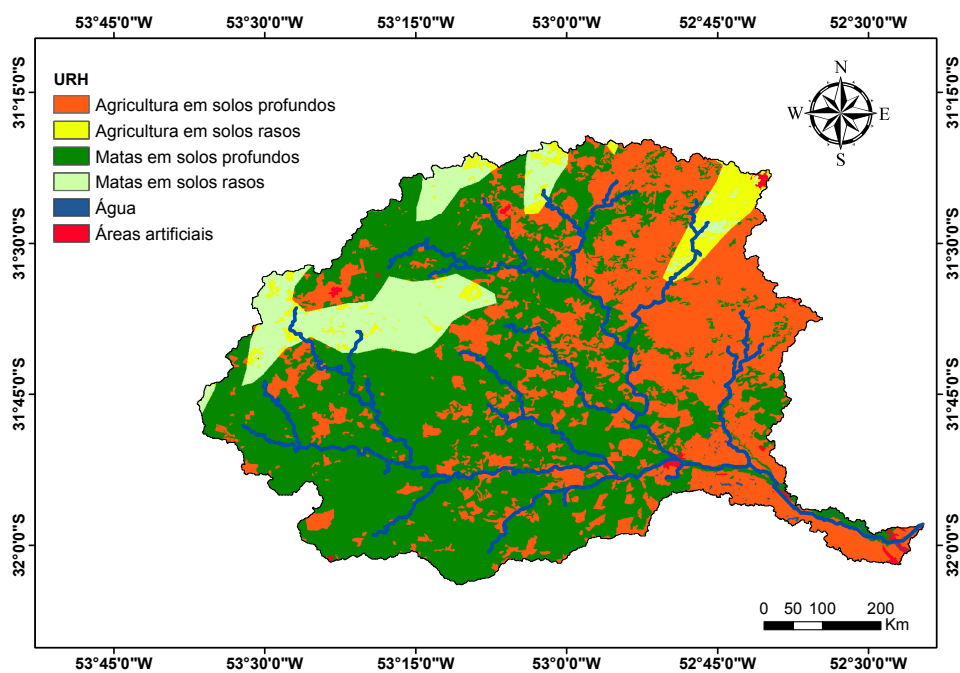 53°45'0"W 53°30'0"W 53°15'0"W 53°0'0"W 52°45'0"W 52°30'0"W
31°15'0"S
31°30'0"S
31°45'0"S
32°0'0"S
URH
Agricultura em solos profundos
Agricultura em solos rasos
Matas em solos profundos
Matas em solos rasos
Água
Áreas artificiais
N
W E
S
31°15'0"S
31°30'0"S
31°45'0"S
32°0'0"S
0 50 100 200
Km
53°45'0"W 53°30'0"W 53°15'0"W 53°0'0"W 52°45'0"W 52°30'0"W